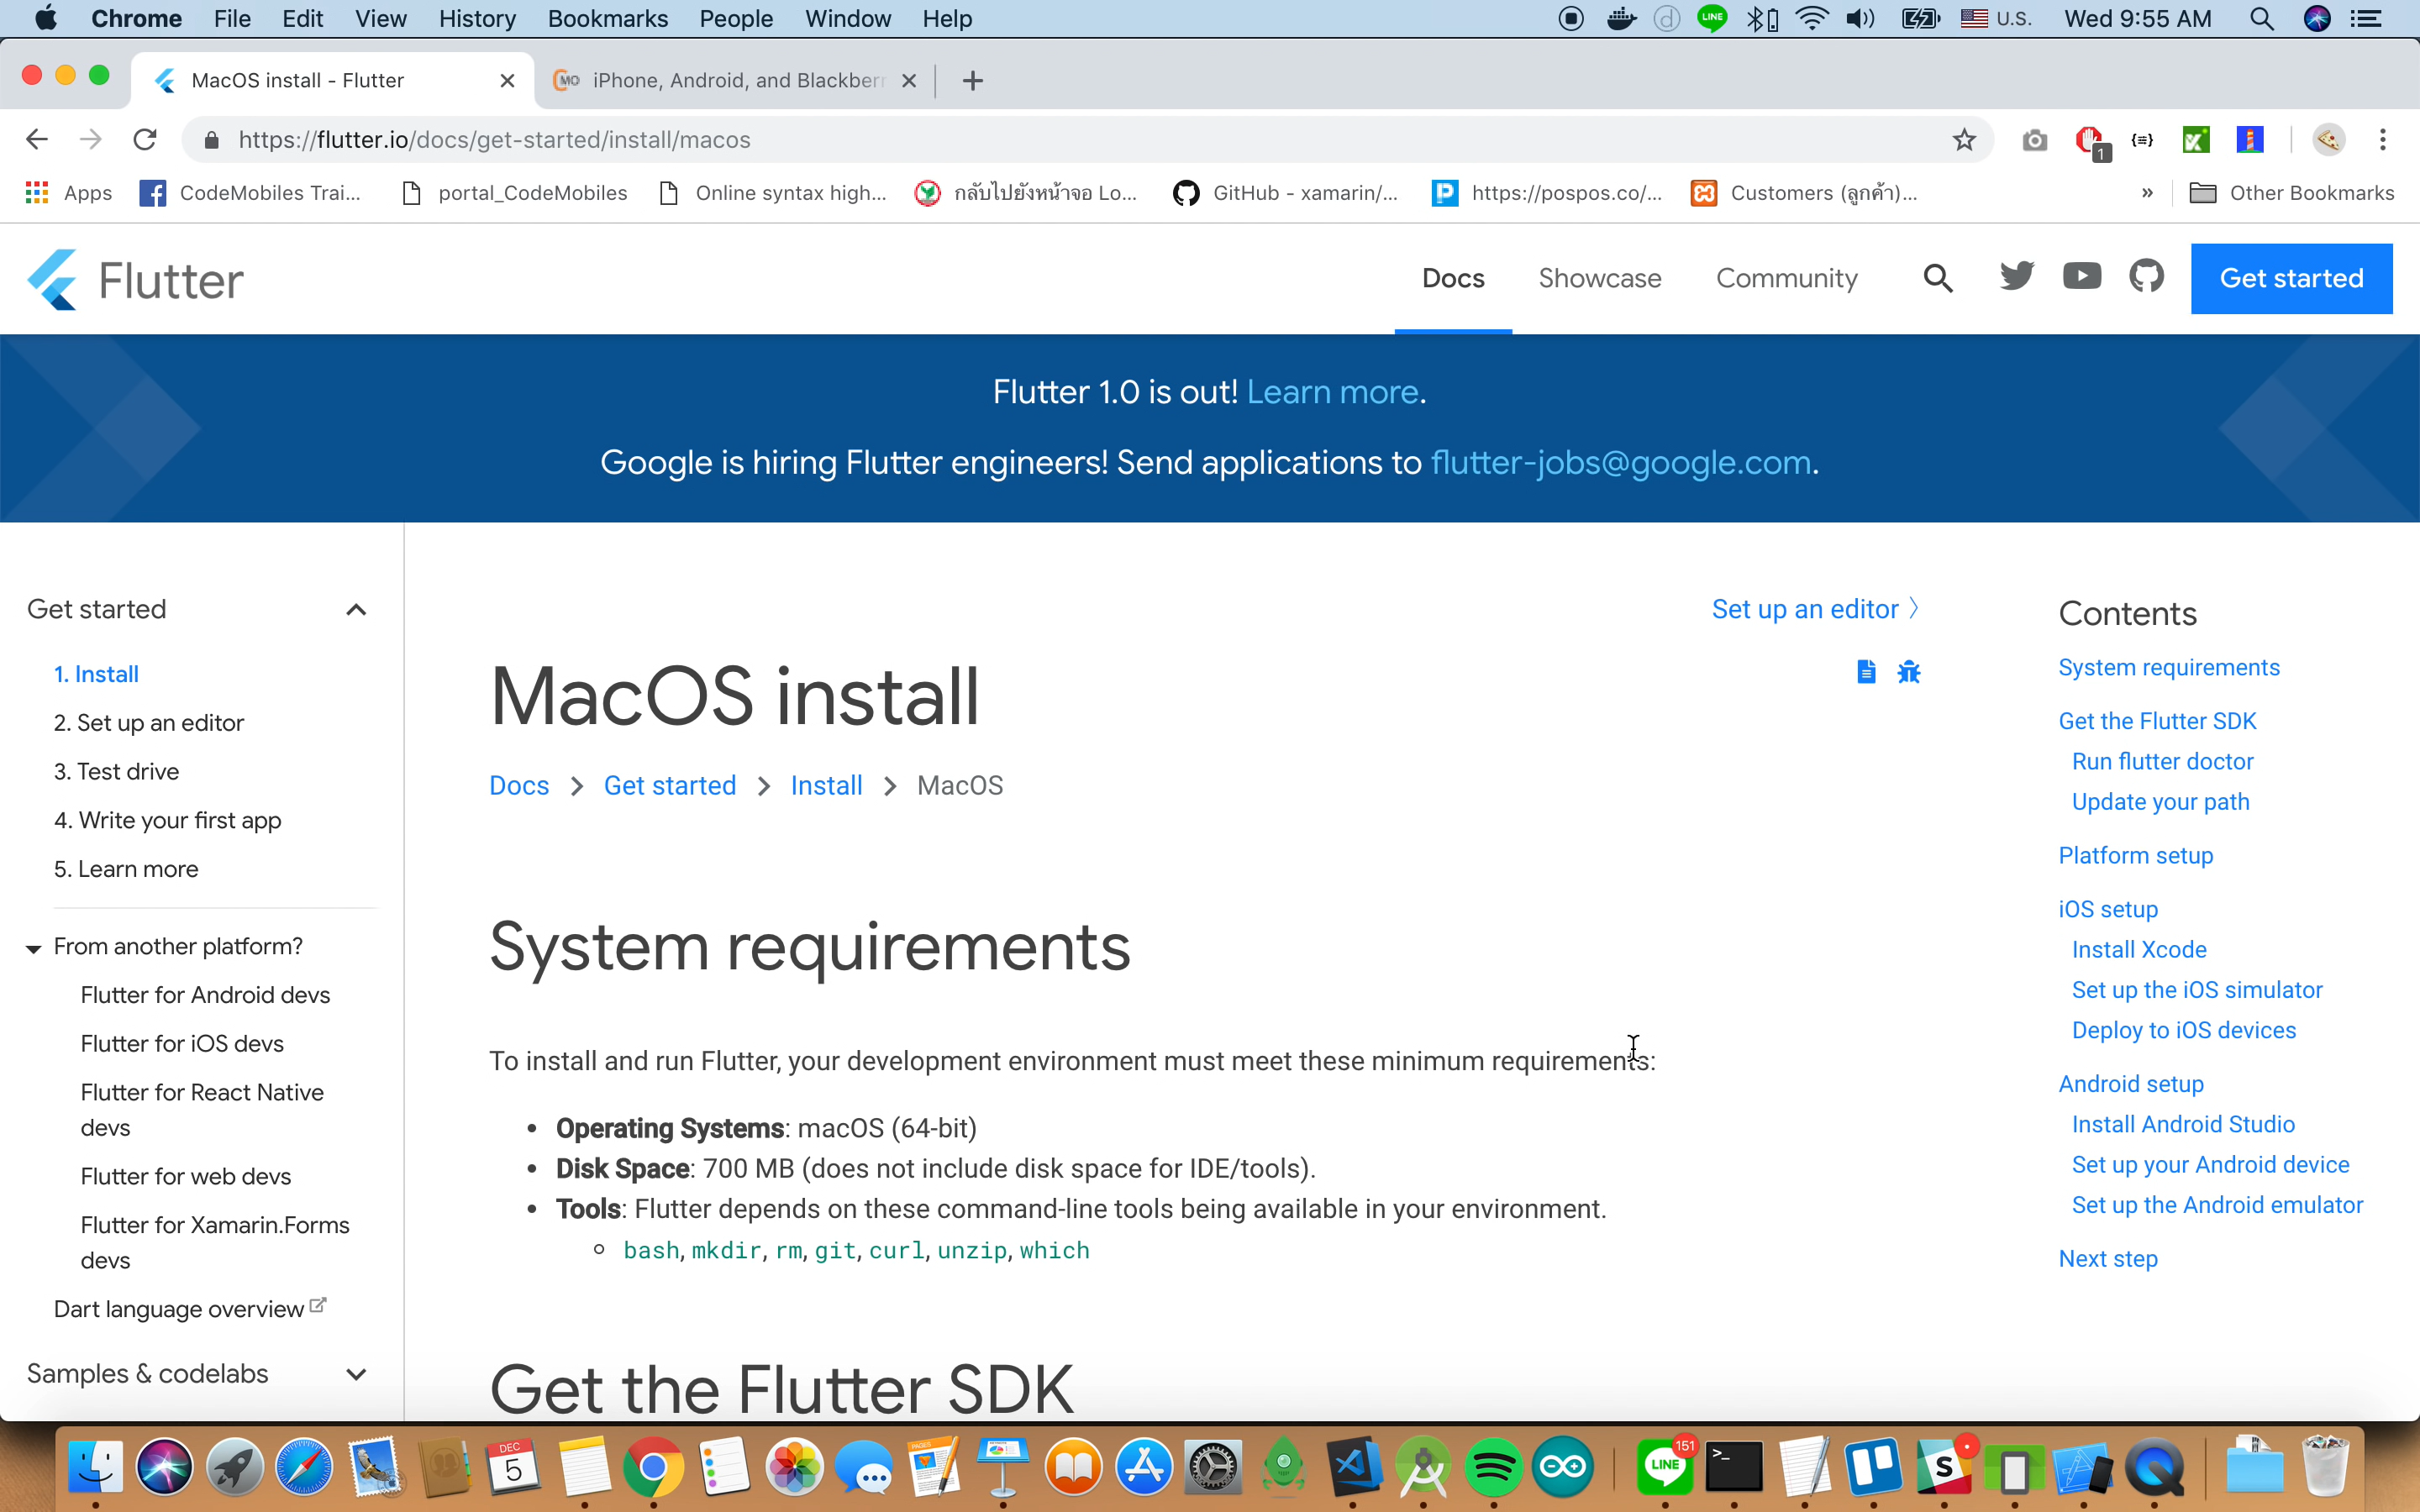 Chrome File Edit View History Bookmarks People Window Help
LINE
U.S. Wed 9:55 AM
MacOS install - Flutter
iPhone, Android, and Blackberr
https://flutter.io/docs/get-started/install/macos
1
Apps
CodeMobiles Trai...
portal_CodeMobiles
Online syntax high...
กลับไปยังหน้าจอ Lo...
GitHub - xamarin/...
https://pospos.co/...
Customers (ลูกค้า)...
»
Other Bookmarks
Flutter
Docs Showcase Community
Get started
Flutter 1.0 is out! Learn more.
Google is hiring Flutter engineers! Send applications to flutter-jobs@google.com.
Get started
1. Install
2. Set up an editor
3. Test drive
4. Write your first app
5. Learn more
From another platform?
Flutter for Android devs
Flutter for iOS devs
Flutter for React Native
devs
Flutter for web devs
Flutter for Xamarin.Forms
devs
Dart language overview
Samples & codelabs
Set up an editor 〉
MacOS install
Docs > Get started > Install > MacOS
System requirements
To install and run Flutter, your development environment must meet these minimum requirements:
• Operating Systems: macOS (64-bit)
• Disk Space: 700 MB (does not include disk space for IDE/tools).
• Tools: Flutter depends on these command-line tools being available in your environment.
bash, mkdir, rm, git, curl, unzip, which
Get the Flutter SDK
Contents
System requirements
Get the Flutter SDK
Run flutter doctor
Update your path
Platform setup
iOS setup
Install Xcode
Set up the iOS simulator
Deploy to iOS devices
Android setup
Install Android Studio
Set up your Android device
Set up the Android emulator
Next step
DEC
5
PAGES
LINE
151
S